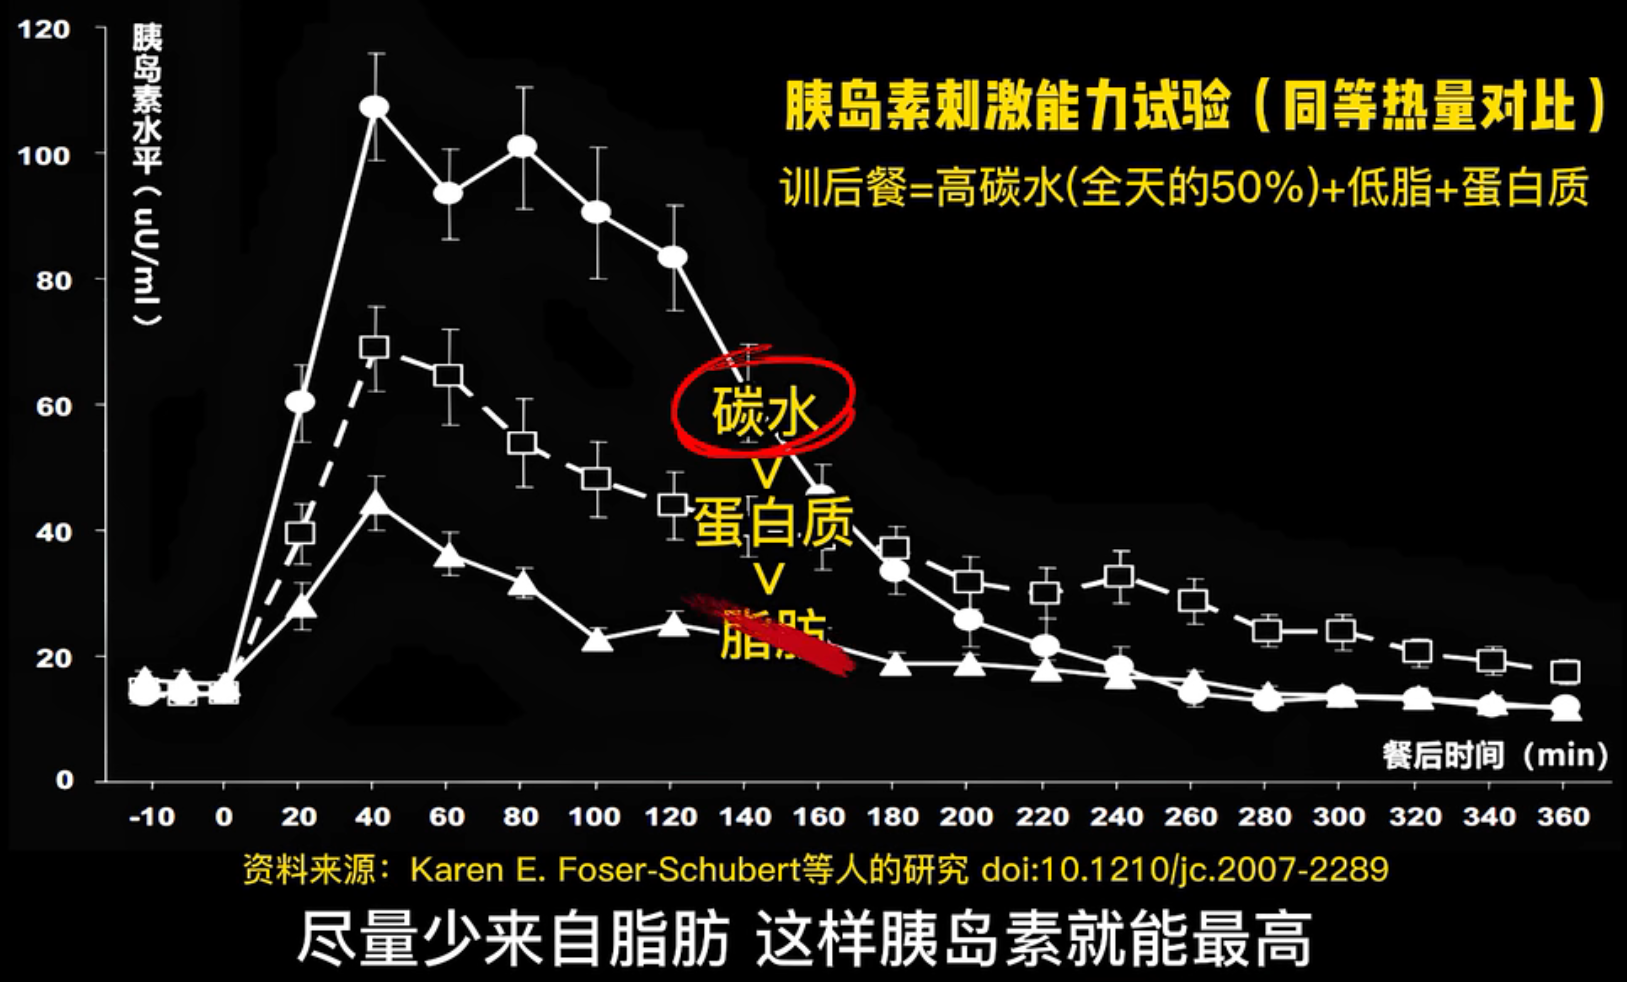 胰岛素水平（uU/ml）
胰岛素刺激能力试验（同等热量对比）
训后餐=高碳水(全天的50%)+低脂+蛋白质
120
100
80
60
40
20
0
碳水
V
蛋白质
V
脂肪
餐后时间（min）
-10 0 20 40 60 80 100 120 140 160 180 200 220 240 260 280 300 320 340 360
资料来源：Karen E. Foser-Schubert等人的研究 doi:10.1210/jc.2007-2289
尽量少来自脂肪 这样胰岛素就能最高